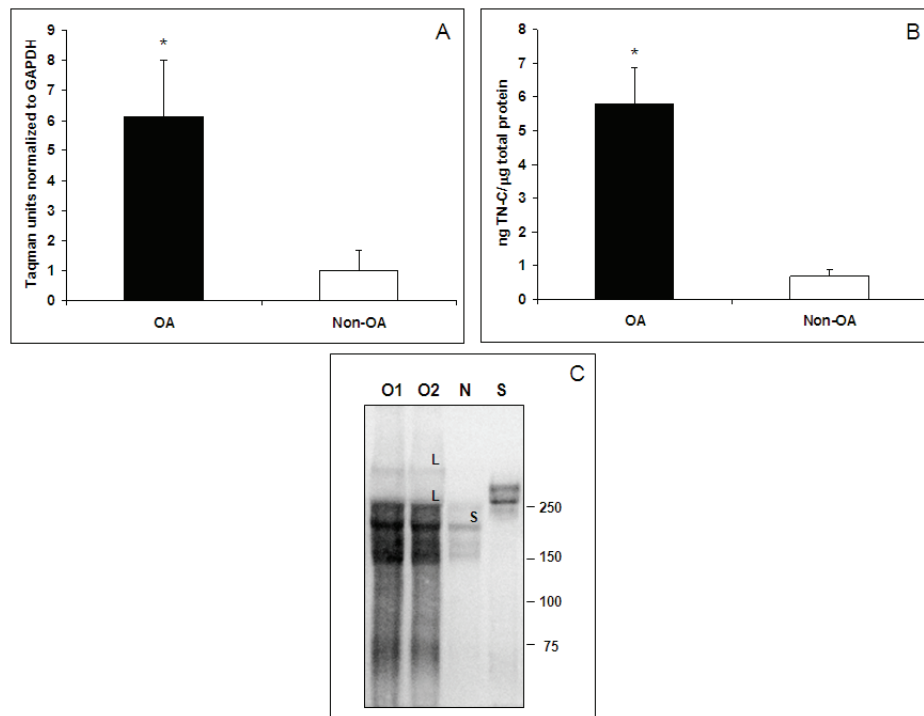 A
Taqman units normalized to GAPDH
9
8
7
6
5
4
3
2
1
0
*
OA
Non-OA
B
ng TN-C/µg total protein
8
7
6
5
4
3
2
1
0
*
OA
Non-OA
C
O1 O2 N S
L
L
S
– 250
– 150
– 100
– 75